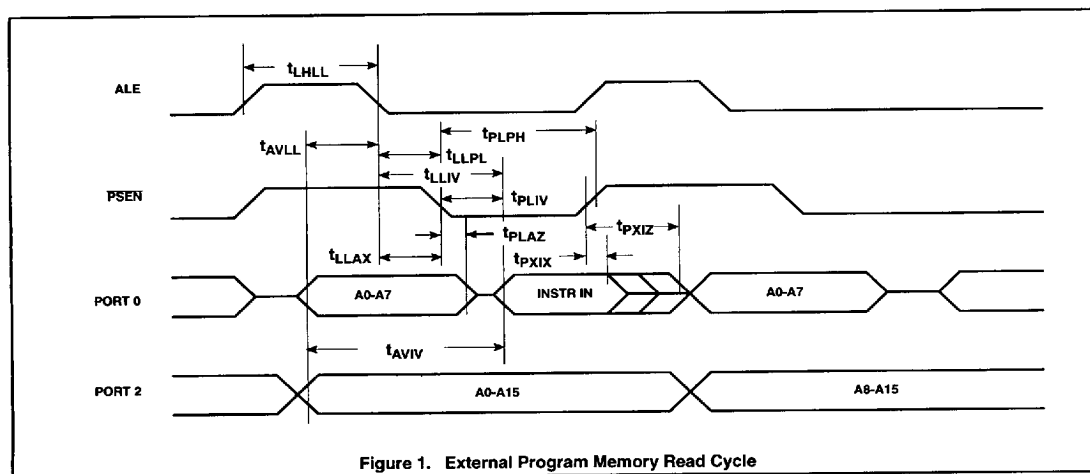 ALE
tLHLL
tPLPH
tAVLL
tLLPL
tLLIV
PSEN
tPLIV
tPLAZ
tPXIZ
tLLAX
tPXIX
PORT 0
A0-A7
INSTR IN
A0-A7
tAVIV
PORT 2
A0-A15
A8-A15
Figure 1. External Program Memory Read Cycle